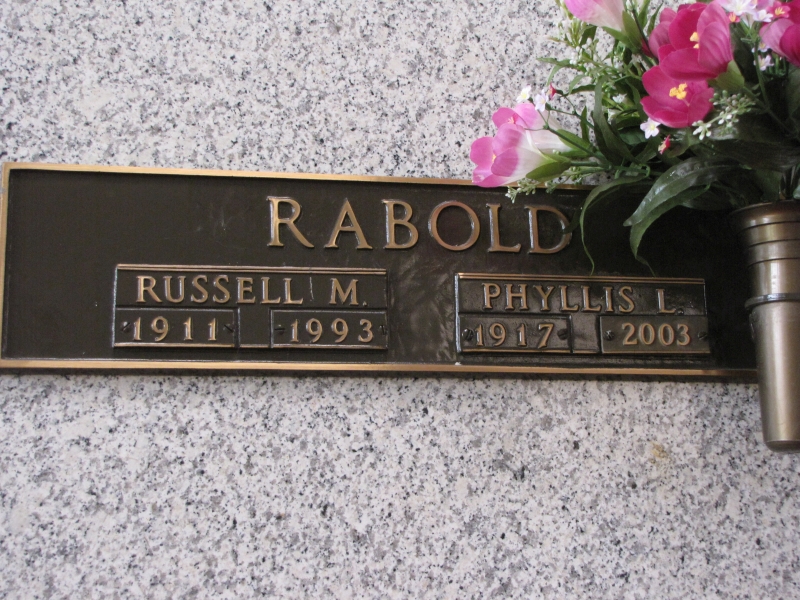 RABOLD
RUSSELL M.
1911 1993
PHYLLIS L.
1917 2003